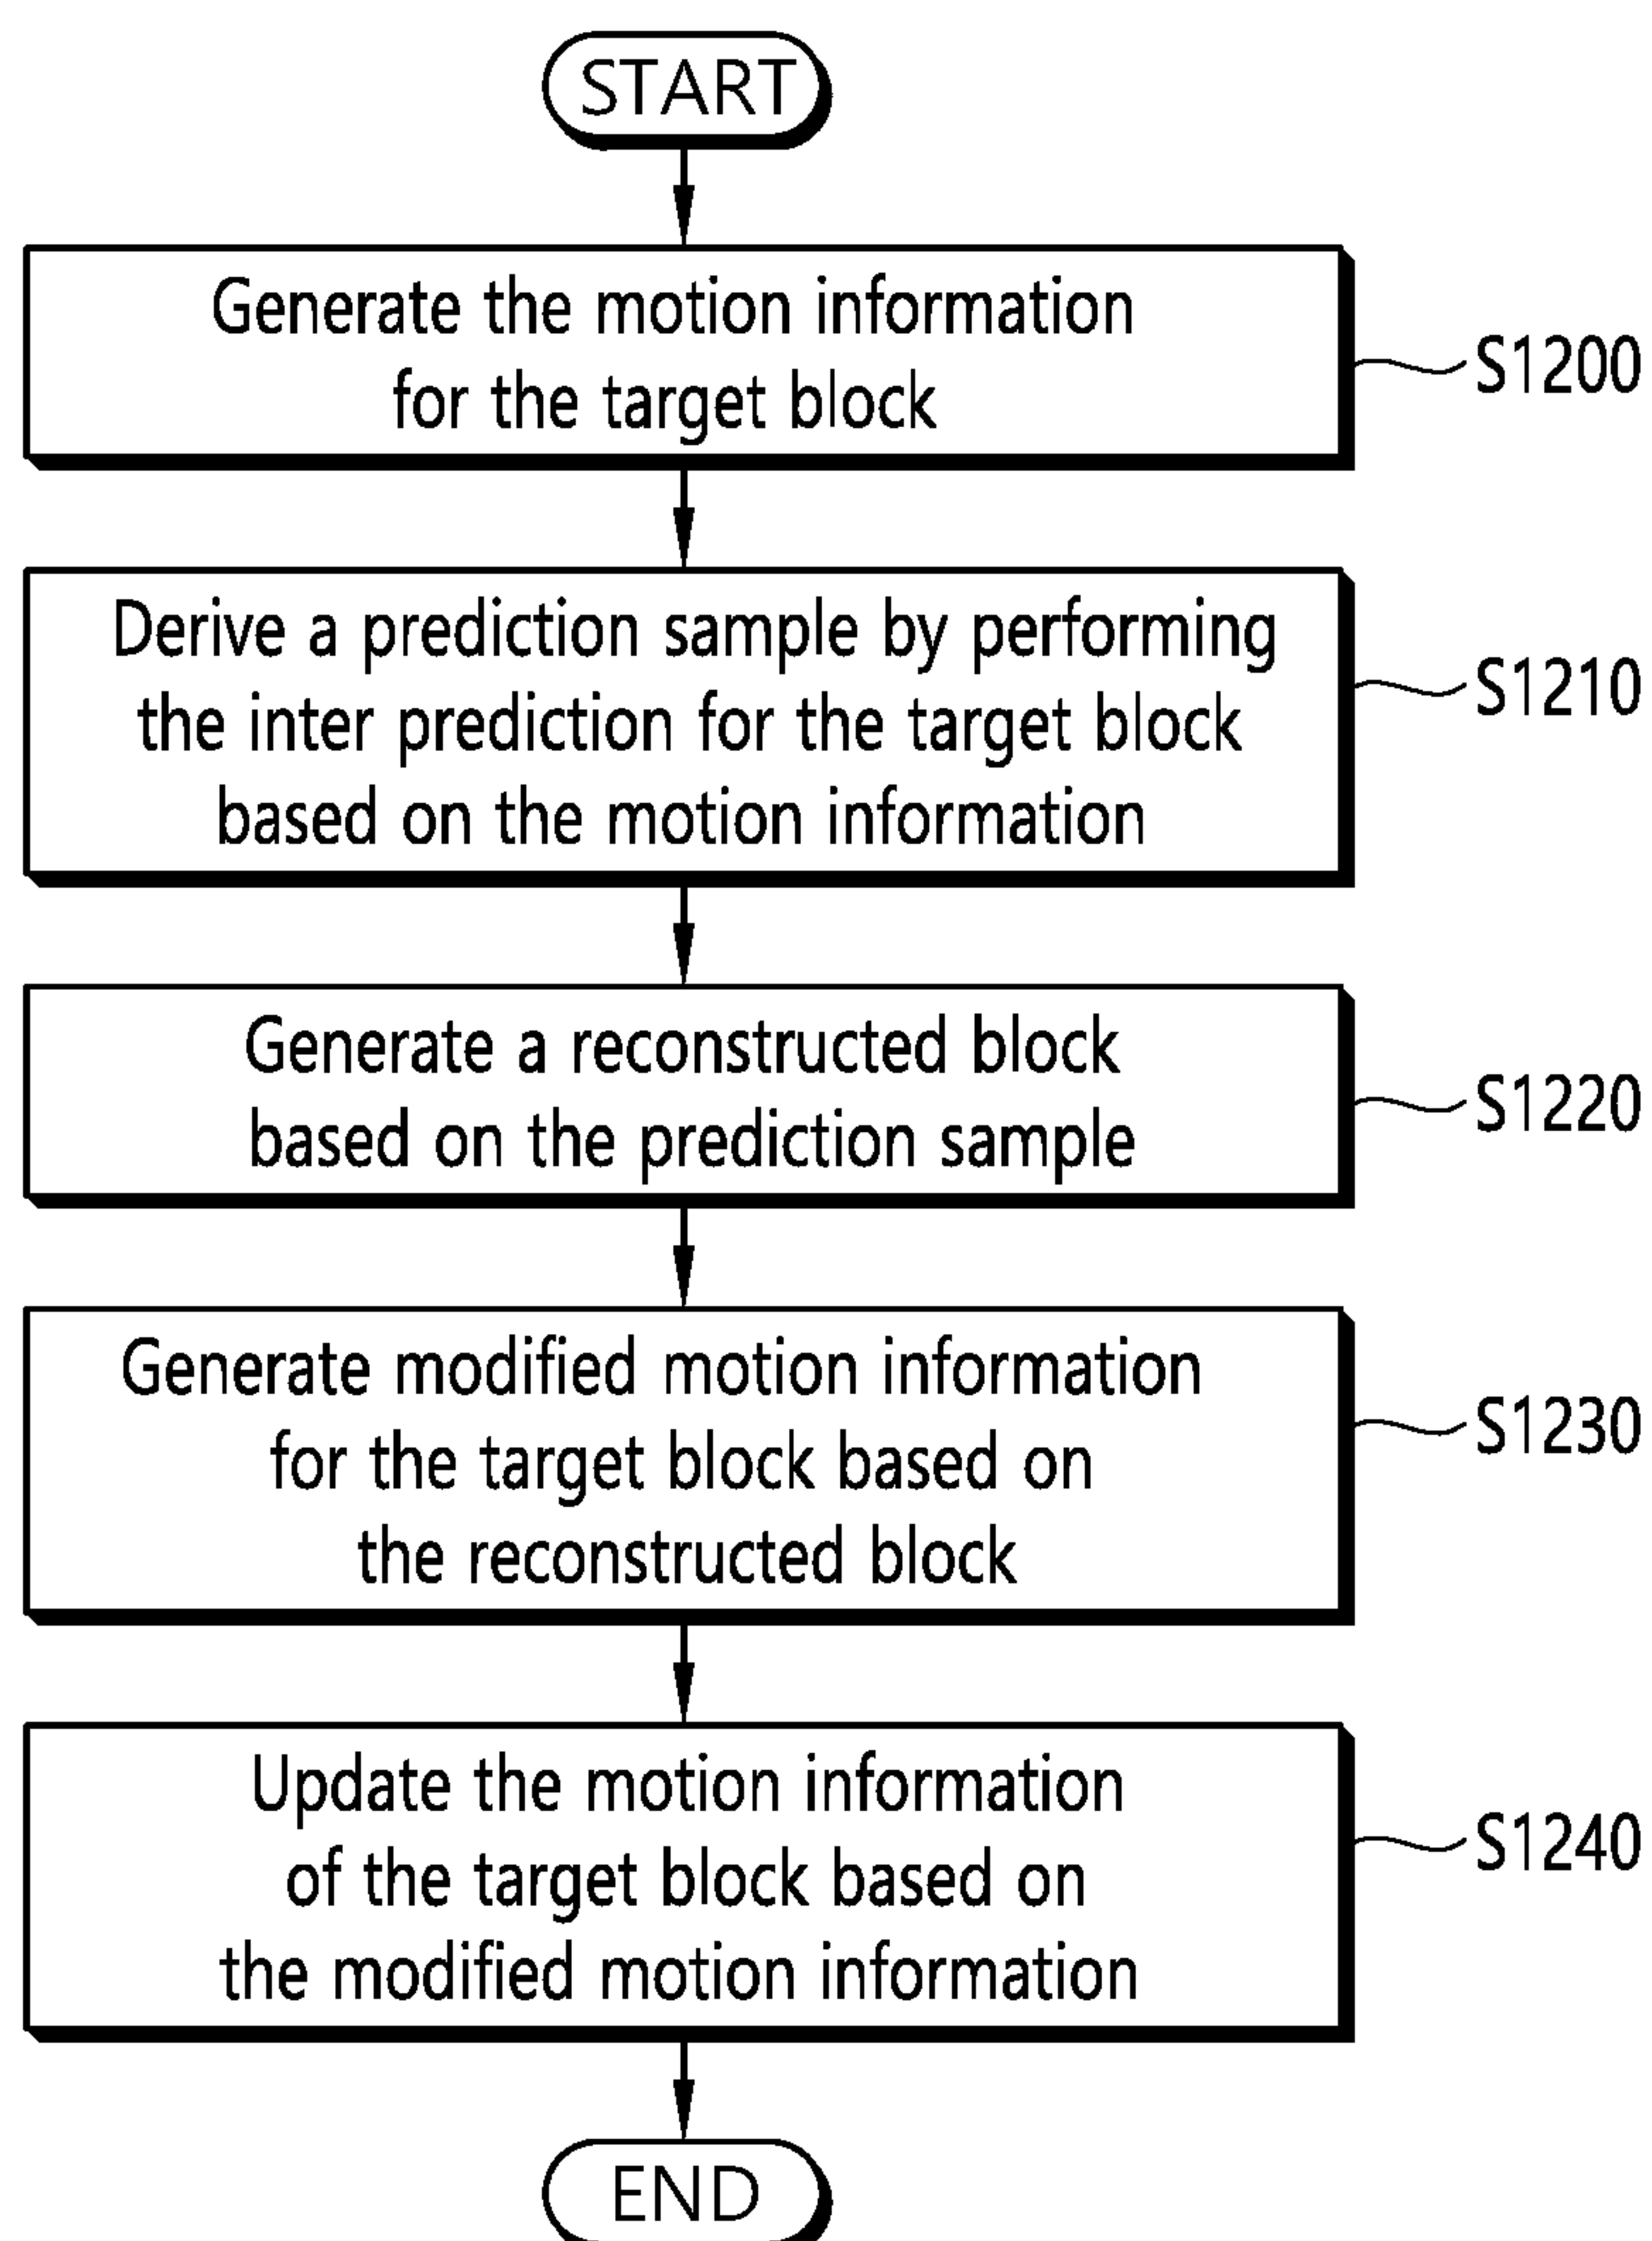 START
Generate the motion information
for the target block
S1200
Derive a prediction sample by performing
the inter prediction for the target block
based on the motion information
S1210
Generate a reconstructed block
based on the prediction sample
S1220
Generate modified motion information
for the target block based on
the reconstructed block
S1230
Update the motion information
of the target block based on
the modified motion information
S1240
END